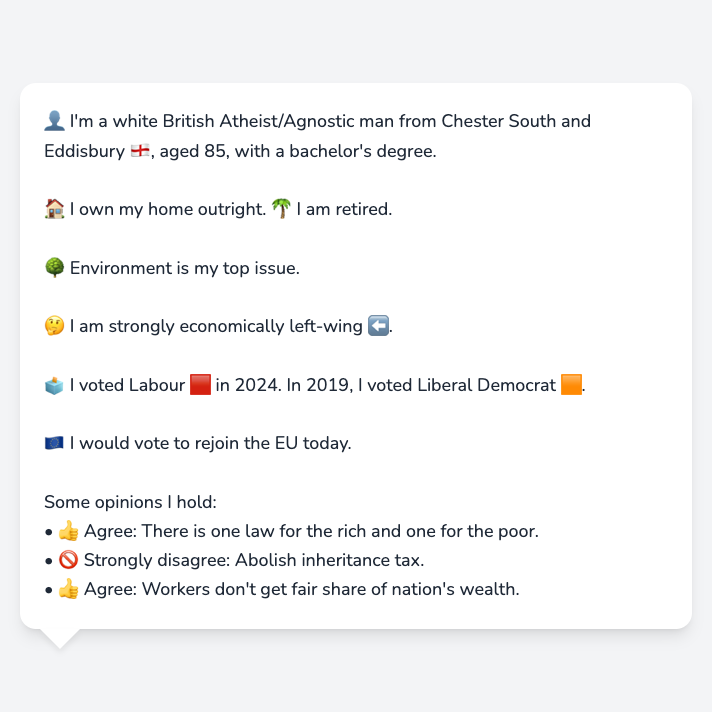 👤 I'm a white British Atheist/Agnostic man from Chester South and
Eddisbury 🏴󠁧󠁢󠁥󠁮󠁧󠁿, aged 85, with a bachelor's degree.
🏠 I own my home outright. 🌴 I am retired.
🌳 Environment is my top issue.
🤔 I am strongly economically left-wing ⬅️.
🗳️ I voted Labour 🟥 in 2024. In 2019, I voted Liberal Democrat 🟧.
🇪🇺 I would vote to rejoin the EU today.
Some opinions I hold:
• 👍 Agree: There is one law for the rich and one for the poor.
• 🚫 Strongly disagree: Abolish inheritance tax.
• 👍 Agree: Workers don't get fair share of nation's wealth.